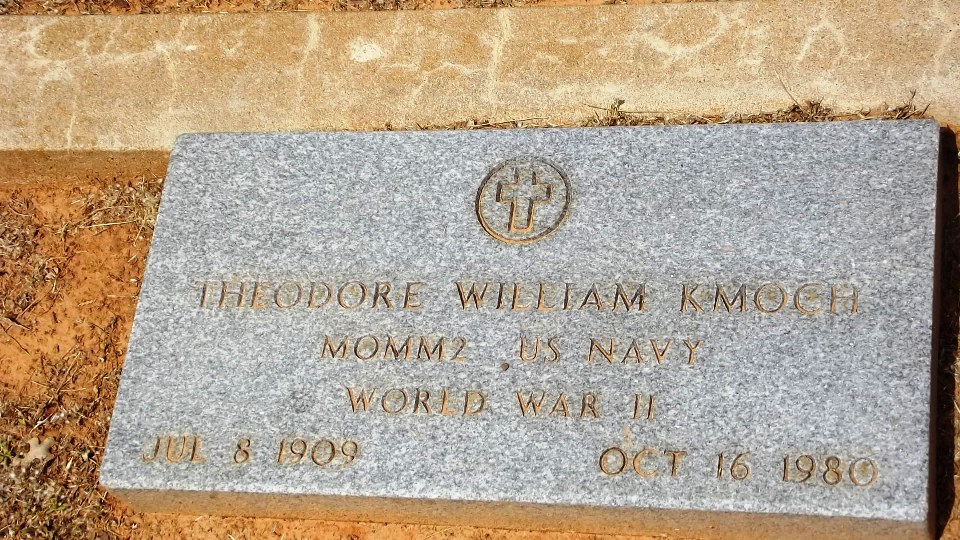 THEODORE WILLIAM KMOCH
MOMM2 US NAVY
WORLD WAR II
JUL 8 1909 OCT 16 1980